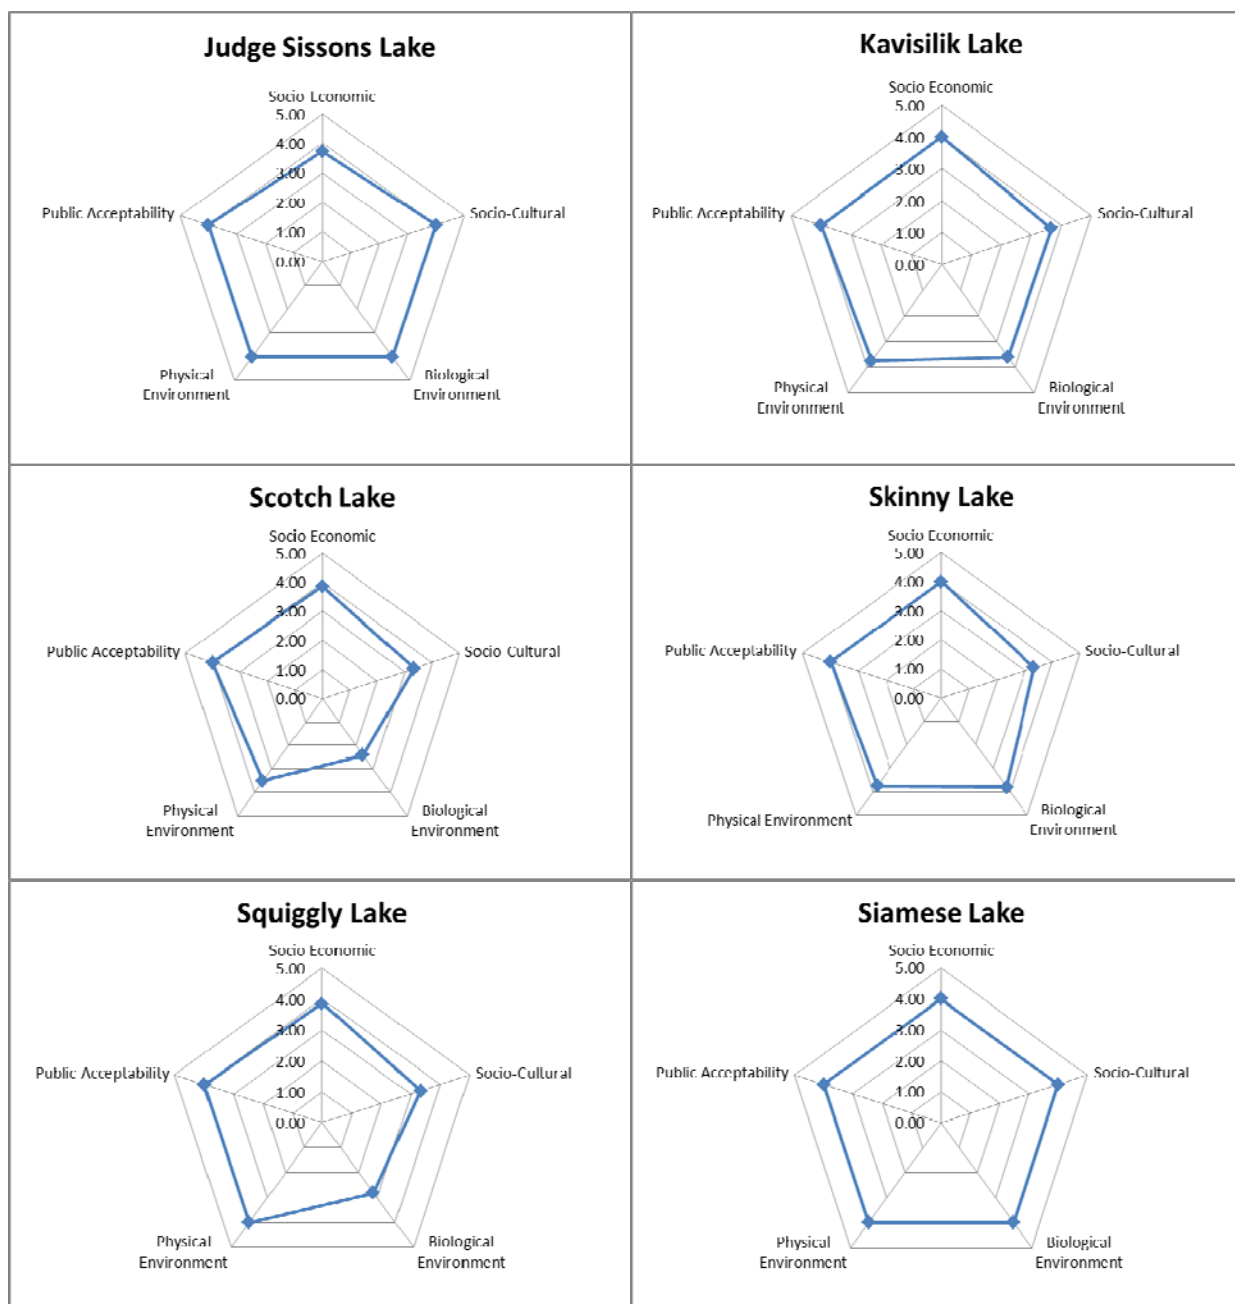 Judge Sissons Lake
Socio Economic
5.00
4.00
3.00
2.00
1.00
0.00
Public Acceptability
Socio-Cultural
Physical
Environment
Biological
Environment
Kavisilik Lake
Socio Economic
5.00
4.00
3.00
2.00
1.00
0.00
Public Acceptability
Socio-Cultural
Physical
Environment
Biological
Environment
Scotch Lake
Socio Economic
5.00
4.00
3.00
2.00
1.00
0.00
Public Acceptability
Socio-Cultural
Physical
Environment
Biological
Environment
Skinny Lake
Socio Economic
5.00
4.00
3.00
2.00
1.00
0.00
Public Acceptability
Socio-Cultural
Physical Environment
Biological
Environment
Squiggly Lake
Socio Economic
5.00
4.00
3.00
2.00
1.00
0.00
Public Acceptability
Socio-Cultural
Physical
Environment
Biological
Environment
Siamese Lake
Socio Economic
5.00
4.00
3.00
2.00
1.00
0.00
Public Acceptability
Socio-Cultural
Physical
Environment
Biological
Environment